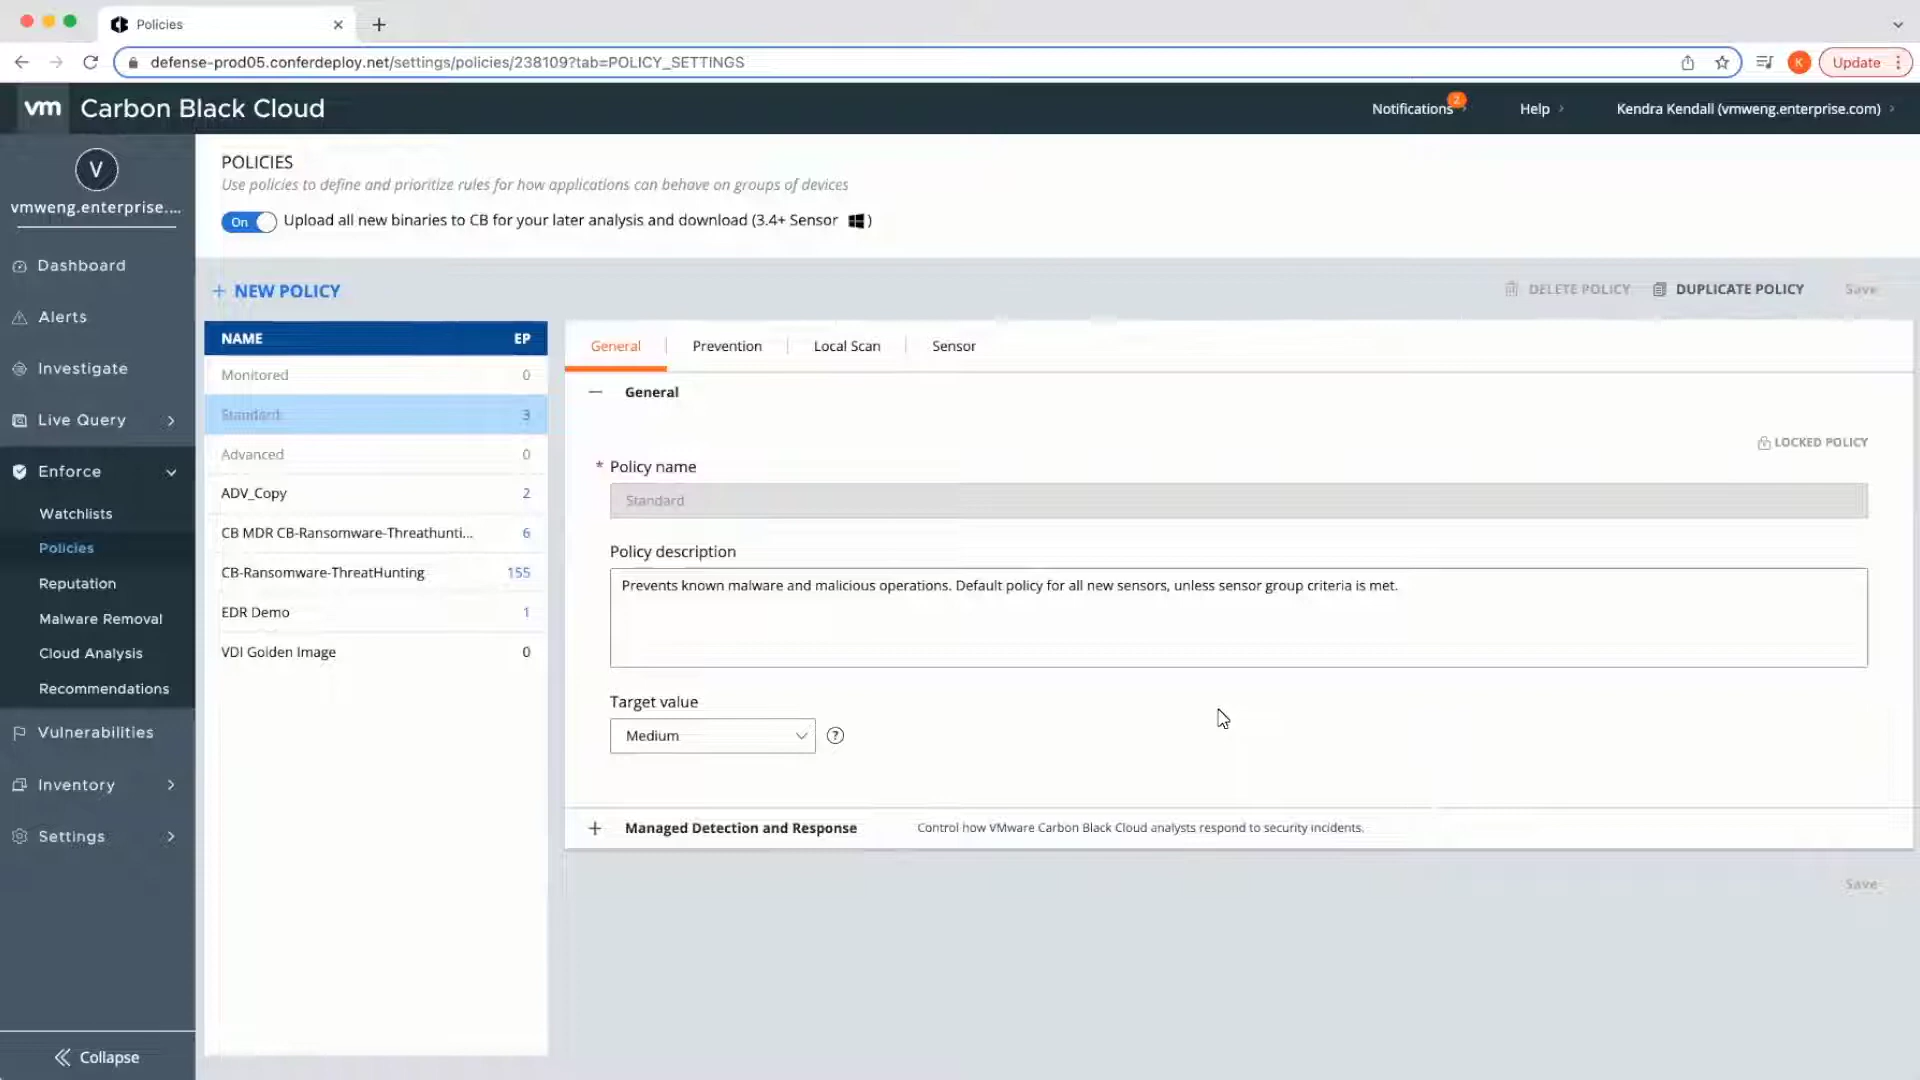 Policies
defense-prod05.conferdeploy.net/settings/policies/238109?tab=POLICY_SETTINGS
K
Update
vm Carbon Black Cloud
Notifications 2
Help
Kendra Kendall (vmweng.enterprise.com)
V
vmweng.enterprise....
Dashboard
Alerts
Investigate
Live Query
Enforce
Watchlists
Policies
Reputation
Malware Removal
Cloud Analysis
Recommendations
Vulnerabilities
Inventory
Settings
Collapse
POLICIES
Use policies to define and prioritize rules for how applications can behave on groups of devices
On Upload all new binaries to CB for your later analysis and download (3.4+ Sensor )
+ NEW POLICY
DELETE POLICY
DUPLICATE POLICY
Save
NAME EP
Monitored 0
Standard 3
Advanced 0
ADV_Copy 2
CB MDR CB-Ransomware-Threathunti... 6
CB-Ransomware-ThreatHunting 155
EDR Demo 1
VDI Golden Image 0
General
Prevention
Local Scan
Sensor
General
LOCKED POLICY
* Policy name
Standard
Policy description
Prevents known malware and malicious operations. Default policy for all new sensors, unless sensor group criteria is met.
Target value
Medium
?
+ Managed Detection and Response Control how VMware Carbon Black Cloud analysts respond to security incidents.
Save